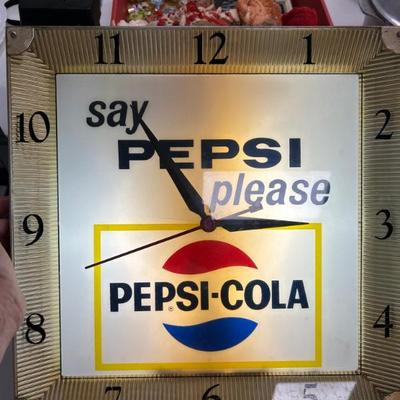 11 12 1
10 2
say
PEPSI
please
9 3
PEPSI-COLA
®
8 4
7 6 5